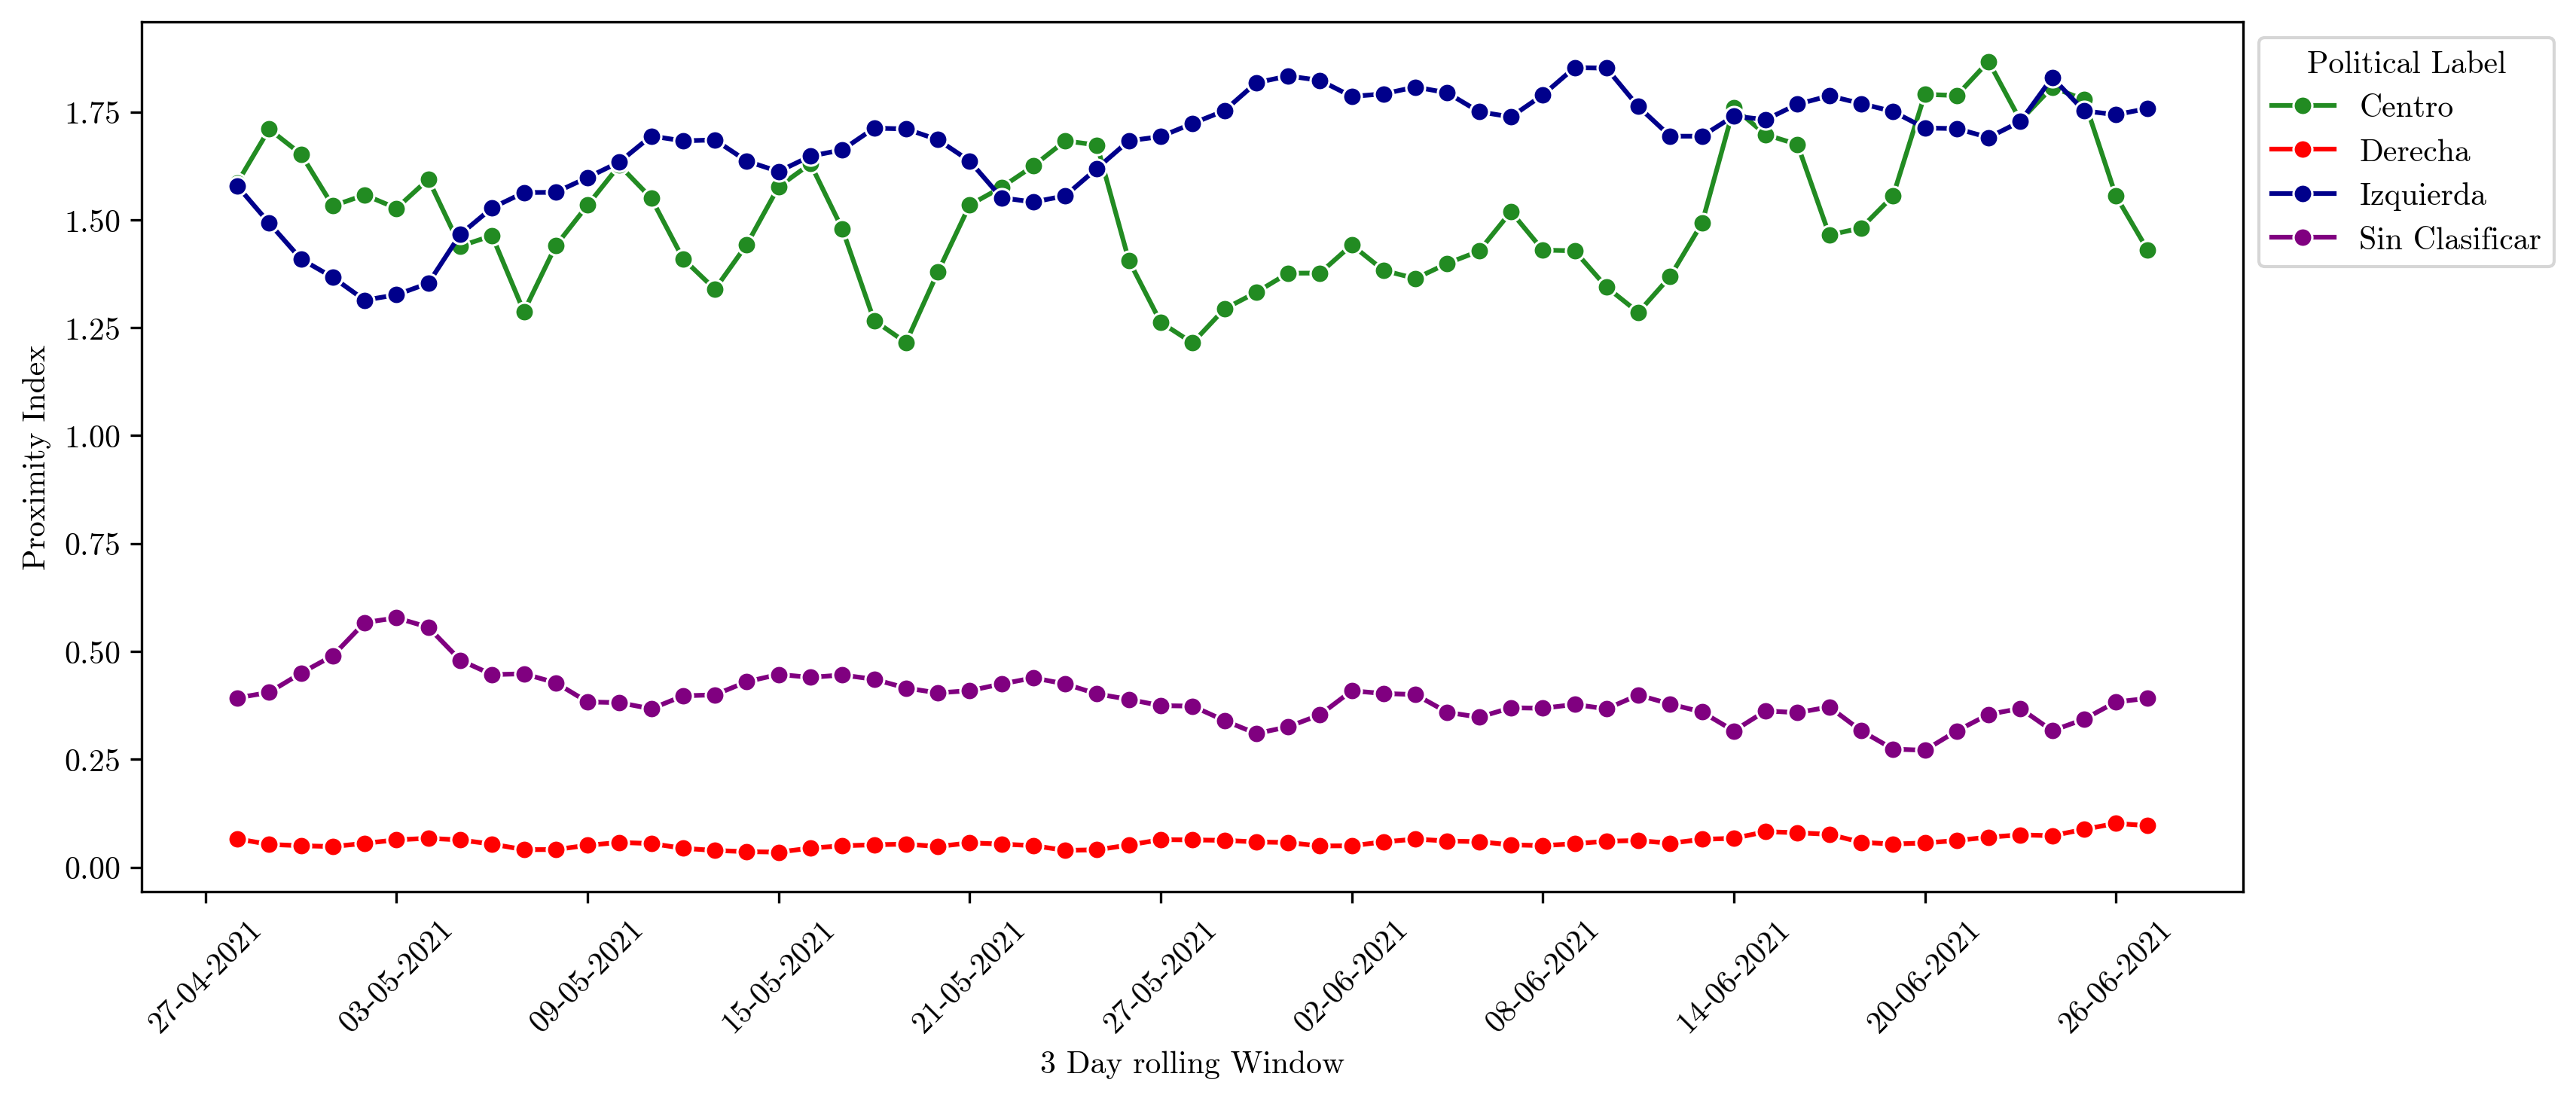 Political Label
Centro
Derecha
Izquierda
Sin Clasificar
Proximity Index
1.75
1.50
1.25
1.00
0.75
0.50
0.25
0.00
27-04-2021
03-05-2021
09-05-2021
15-05-2021
21-05-2021
27-05-2021
02-06-2021
08-06-2021
14-06-2021
20-06-2021
26-06-2021
3 Day rolling Window